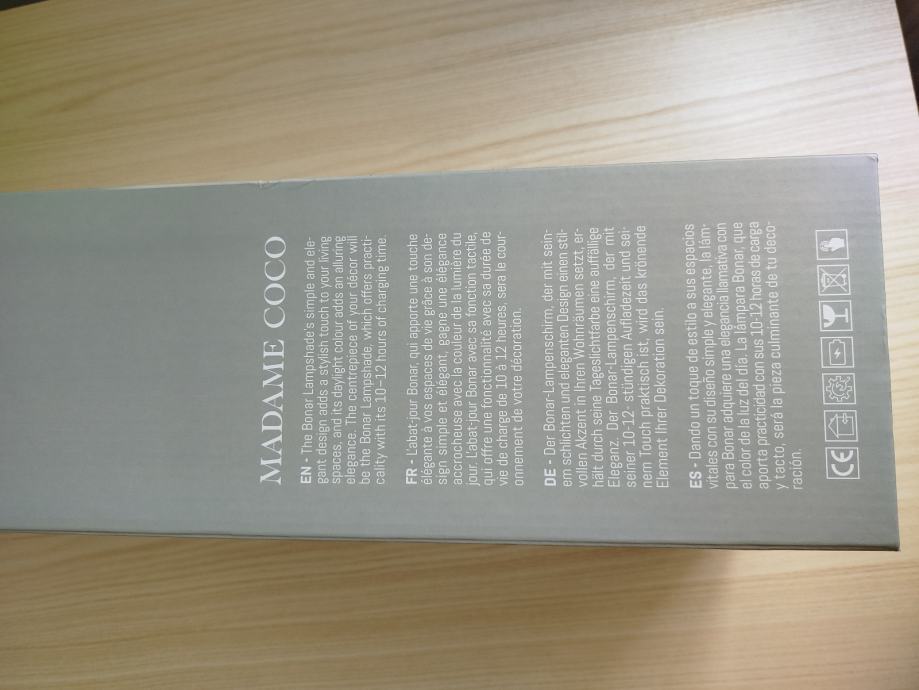 MADAME COCO
EN - The Bonar Lampshade's simple and ele-
gant design adds a stylish touch to your living
spaces, and its daylight colour adds an alluring
elegance. The centrepiece of your décor will
be the Bonar Lampshade, which offers practi-
cality with its 10-12 hours of charging time.
FR - L'abat-jour Bonar, qui apporte une touche
élégante à vos espaces de vie grâce à son de-
sign simple et élégant, gagne une élégance
accrocheuse avec la couleur de la lumière du
jour. L'abat-jour Bonar avec sa fonction tactile,
qui offre une fonctionnalité avec sa durée de
vie de charge de 10 à 12 heures, sera le cour-
onnement de votre décoration.
DE - Der Bonar-Lampenschirm, der mit sein-
em schlichten und eleganten Design einen stil-
vollen Akzent in Ihren Wohnräumen setzt, er-
hält durch seine Tageslichtfarbe eine auffällige
Eleganz. Der Bonar-Lampenschirm, der mit
seiner 10-12- stündigen Aufladezeit und sei-
nem Touch praktisch ist, wird das krönende
Element Ihrer Dekoration sein.
ES - Dando un toque de estilo a sus espacios
vitales con su diseño simple y elegante, la lám-
para Bonar adquiere una elegancia llamativa con
el color de la luz del día. La lámpara Bonar, que
aporta practicidad con sus 10-12 horas de carga
y tacto, será la pieza culminante de tu deco-
ración.
CE